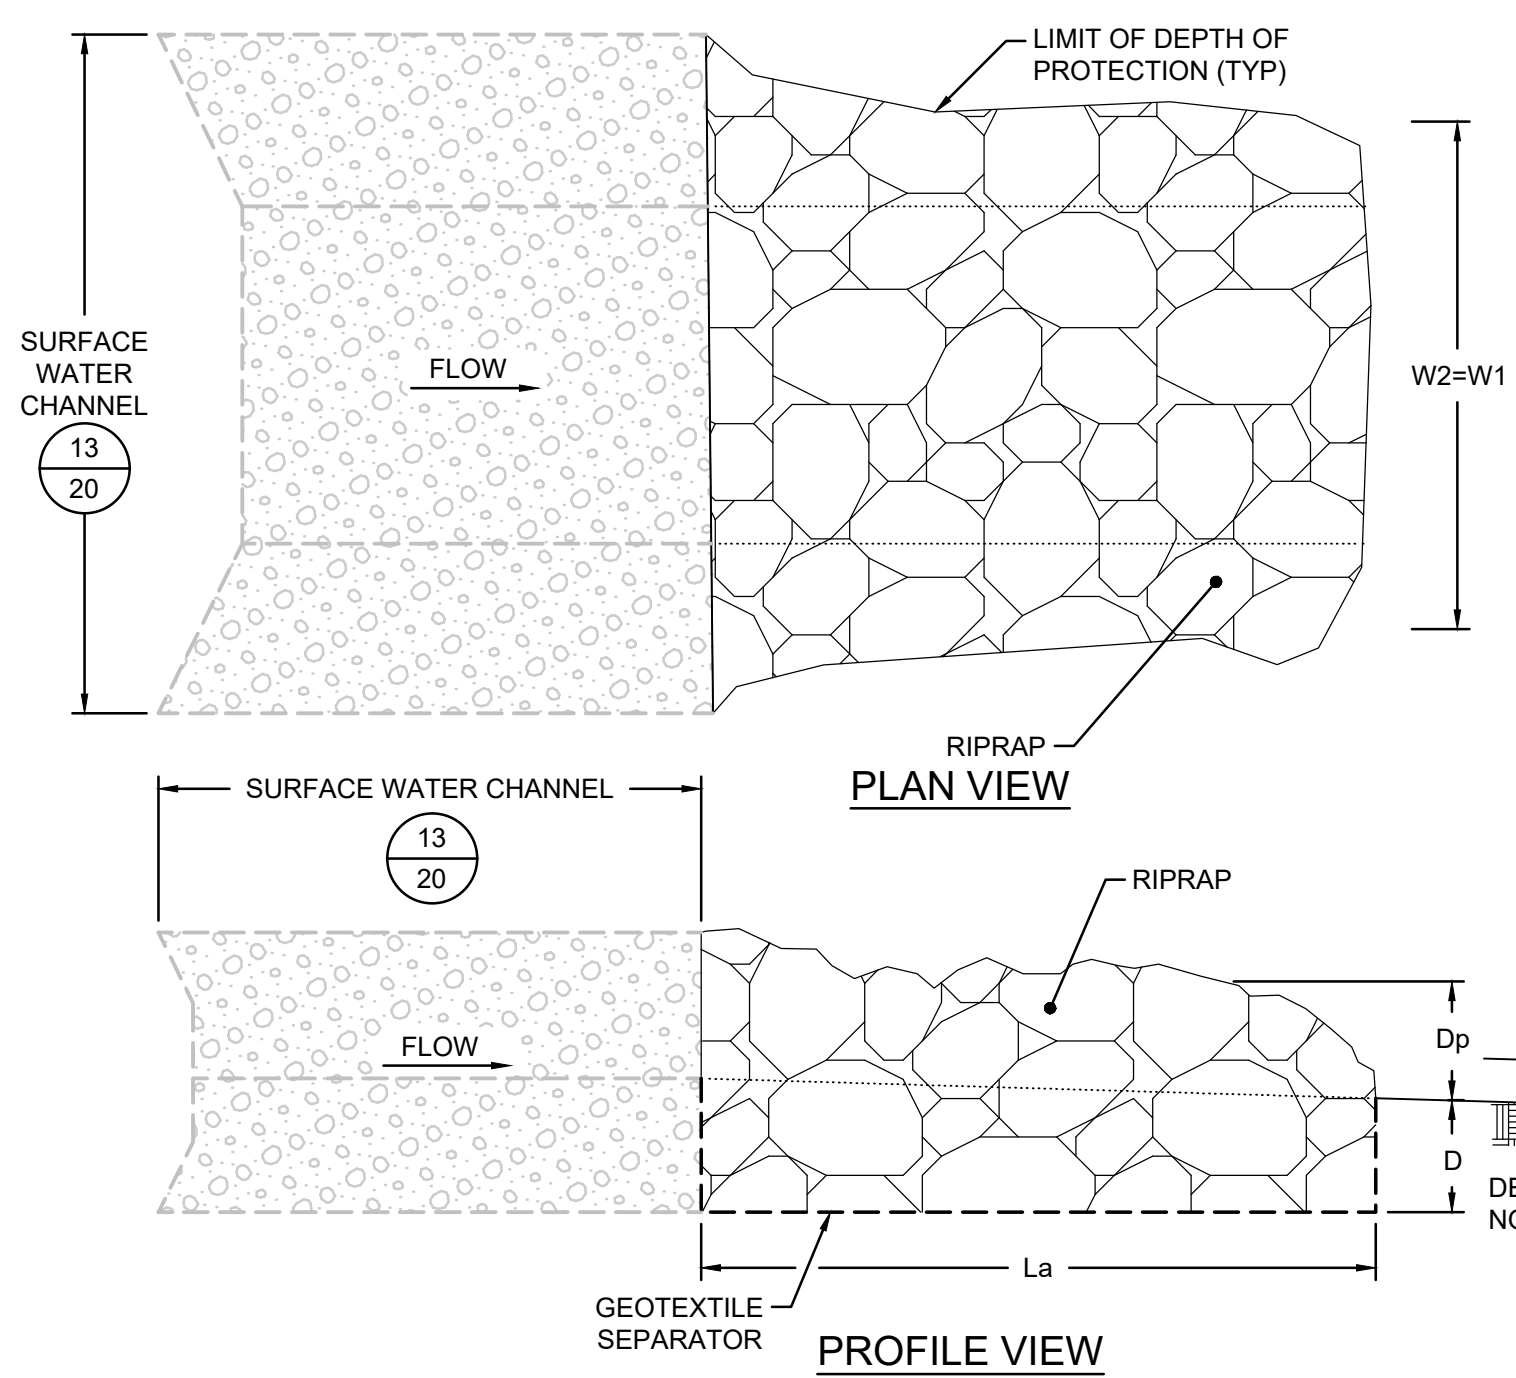 LIMIT OF DEPTH OF
PROTECTION (TYP)
SURFACE
WATER
CHANNEL
13
20
FLOW
W2=W1
RIPRAP
PLAN VIEW
SURFACE WATER CHANNEL
13
20
RIPRAP
FLOW
Dp
D
La
GEOTEXTILE
SEPARATOR
PROFILE VIEW